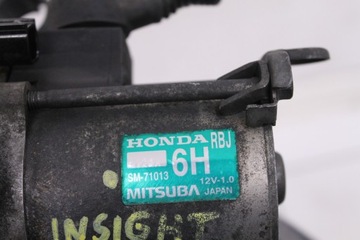 HONDA RBJ
6H
SM-71013 12V-1.0
MITSUBA JAPAN
INSIGHT